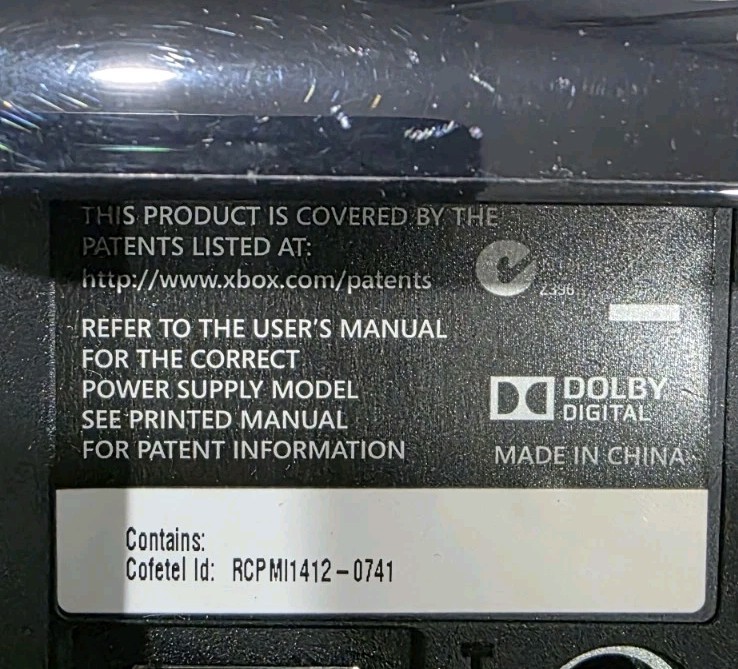 THIS PRODUCT IS COVERED BY THE
PATENTS LISTED AT:
http://www.xbox.com/patents
REFER TO THE USER'S MANUAL
FOR THE CORRECT
POWER SUPPLY MODEL
SEE PRINTED MANUAL
FOR PATENT INFORMATION
DOLBY
DIGITAL
MADE IN CHINA
Contains:
Cofetel Id: RCPMI1412-0741